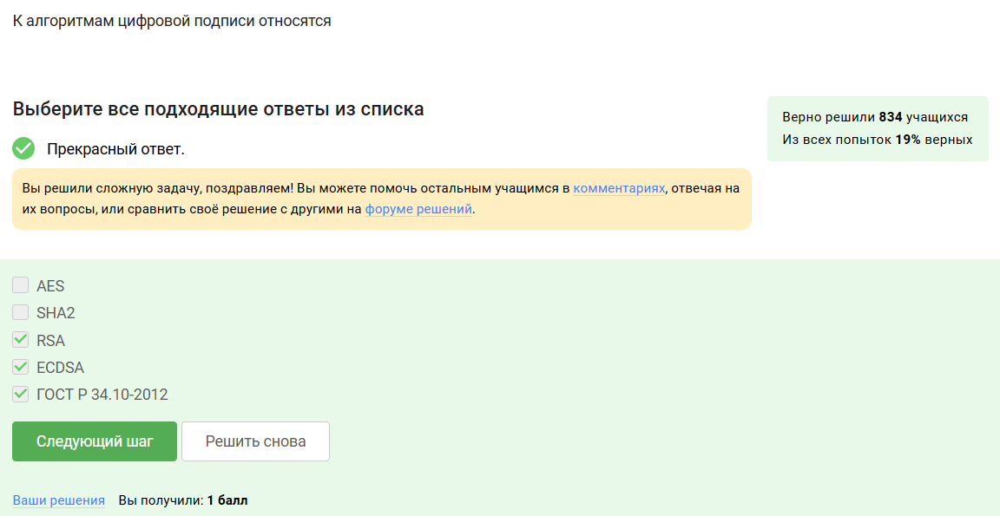 К алгоритмам цифровой подписи относятся
Выберите все подходящие ответы из списка
Верно решили 834 учащихся
Из всех попыток 19% верных
Прекрасный ответ.
Вы решили сложную задачу, поздравляем! Вы можете помочь остальным учащимся в комментариях, отвечая на
их вопросы, или сравнить своё решение с другими на форуме решений.
AES
SHA2
RSA
ECDSA
ГОСТ Р 34.10-2012
Следующий шаг
Решить снова
Ваши решения Вы получили: 1 балл